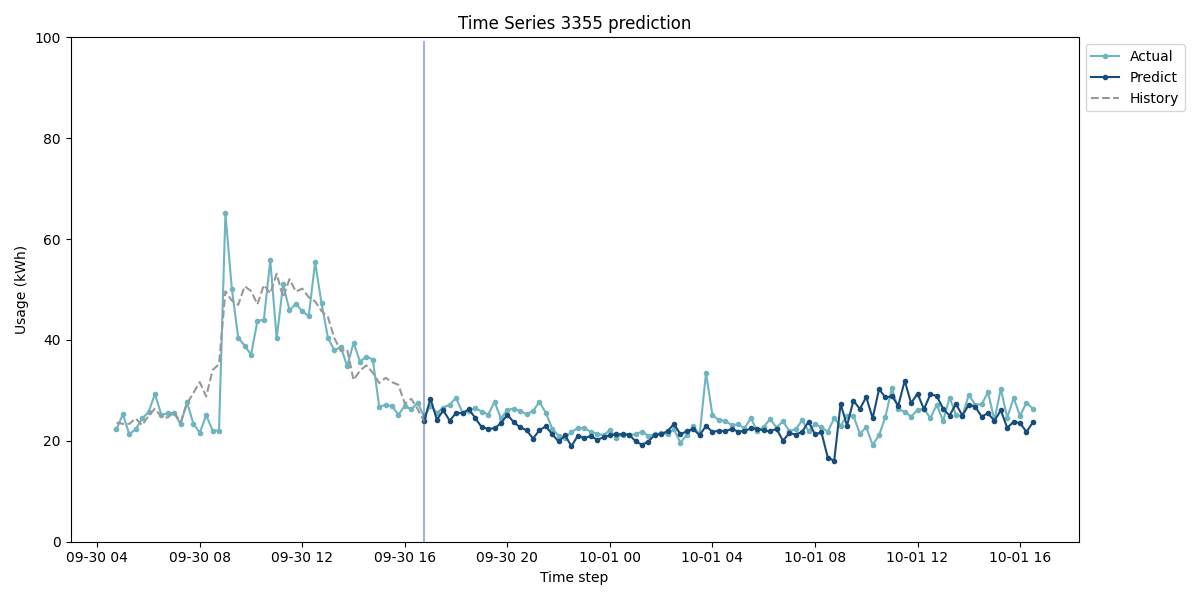 Time Series 3355 prediction
100
80
60
40
20
0
Usage (kWh)
09-30 04
09-30 08
09-30 12
09-30 16
09-30 20
10-01 00
10-01 04
10-01 08
10-01 12
10-01 16
Time step
Actual
Predict
History